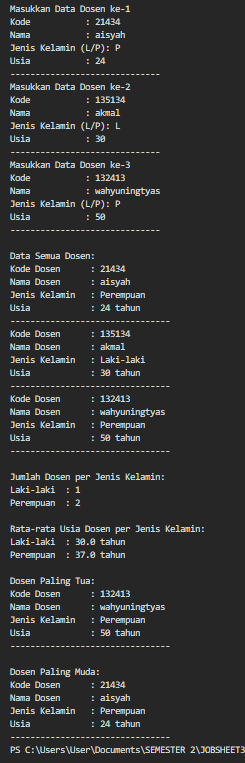 Masukkan Data Dosen ke-1
Kode           : 21434
Nama           : aisyah
Jenis Kelamin (L/P): P
Usia           : 24
------------------------------
Masukkan Data Dosen ke-2
Kode           : 135134
Nama           : akmal
Jenis Kelamin (L/P): L
Usia           : 30
------------------------------
Masukkan Data Dosen ke-3
Kode           : 132413
Nama           : wahyuningtyas
Jenis Kelamin (L/P): P
Usia           : 50
------------------------------
Data Semua Dosen:
Kode Dosen      : 21434
Nama Dosen      : aisyah
Jenis Kelamin   : Perempuan
Usia            : 24 tahun
--------------------------------
Kode Dosen      : 135134
Nama Dosen      : akmal
Jenis Kelamin   : Laki-laki
Usia            : 30 tahun
--------------------------------
Kode Dosen      : 132413
Nama Dosen      : wahyuningtyas
Jenis Kelamin   : Perempuan
Usia            : 50 tahun
--------------------------------
Jumlah Dosen per Jenis Kelamin:
Laki-laki  : 1
Perempuan  : 2
Rata-rata Usia Dosen per Jenis Kelamin:
Laki-laki  : 30.0 tahun
Perempuan  : 37.0 tahun
Dosen Paling Tua:
Kode Dosen      : 132413
Nama Dosen      : wahyuningtyas
Jenis Kelamin   : Perempuan
Usia            : 50 tahun
--------------------------------
Dosen Paling Muda:
Kode Dosen      : 21434
Nama Dosen      : aisyah
Jenis Kelamin   : Perempuan
Usia            : 24 tahun
--------------------------------
PS C:\Users\User\Documents\SEMESTER 2\JOBSHEET3